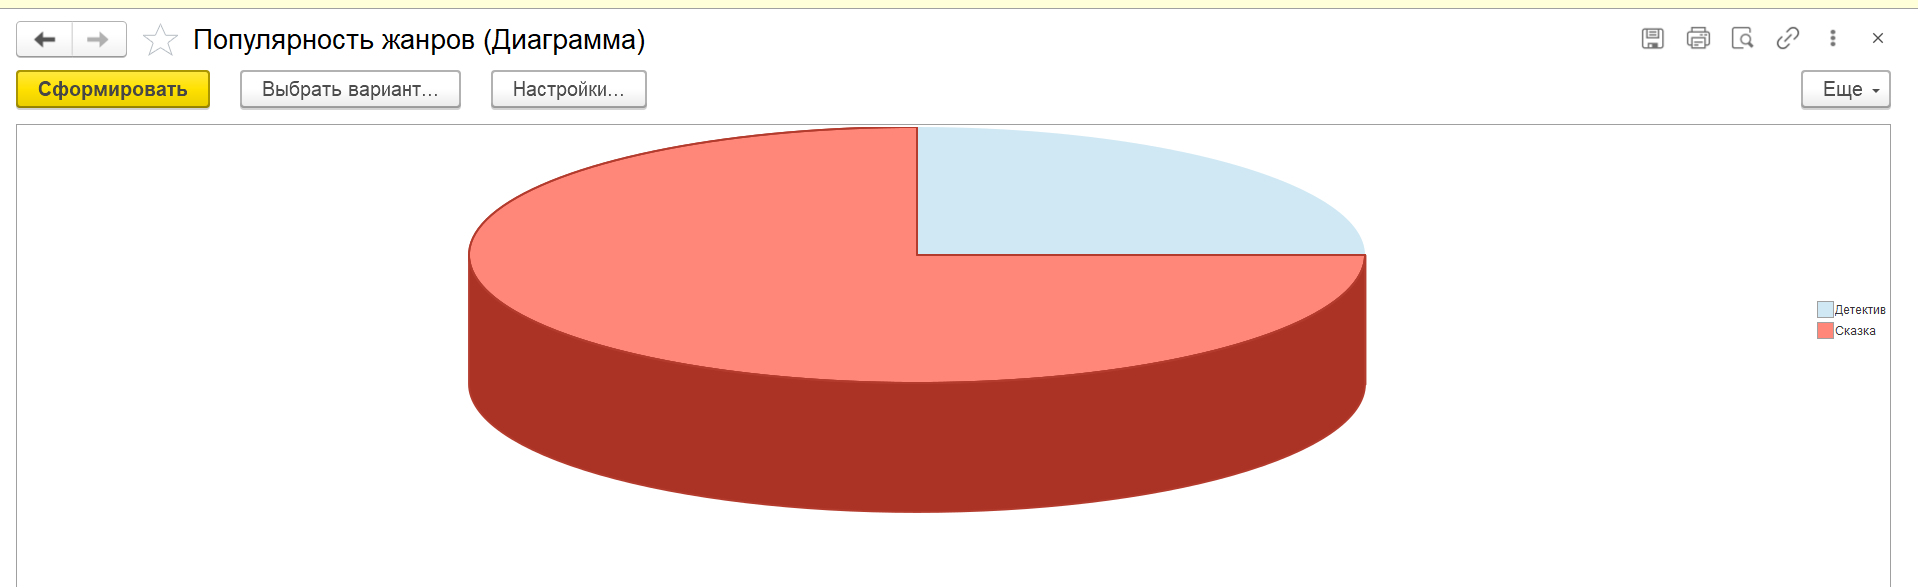 Популярность жанров (Диаграмма)
Сформировать
Выбрать вариант...
Настройки...
Еще
Детектив
Сказка